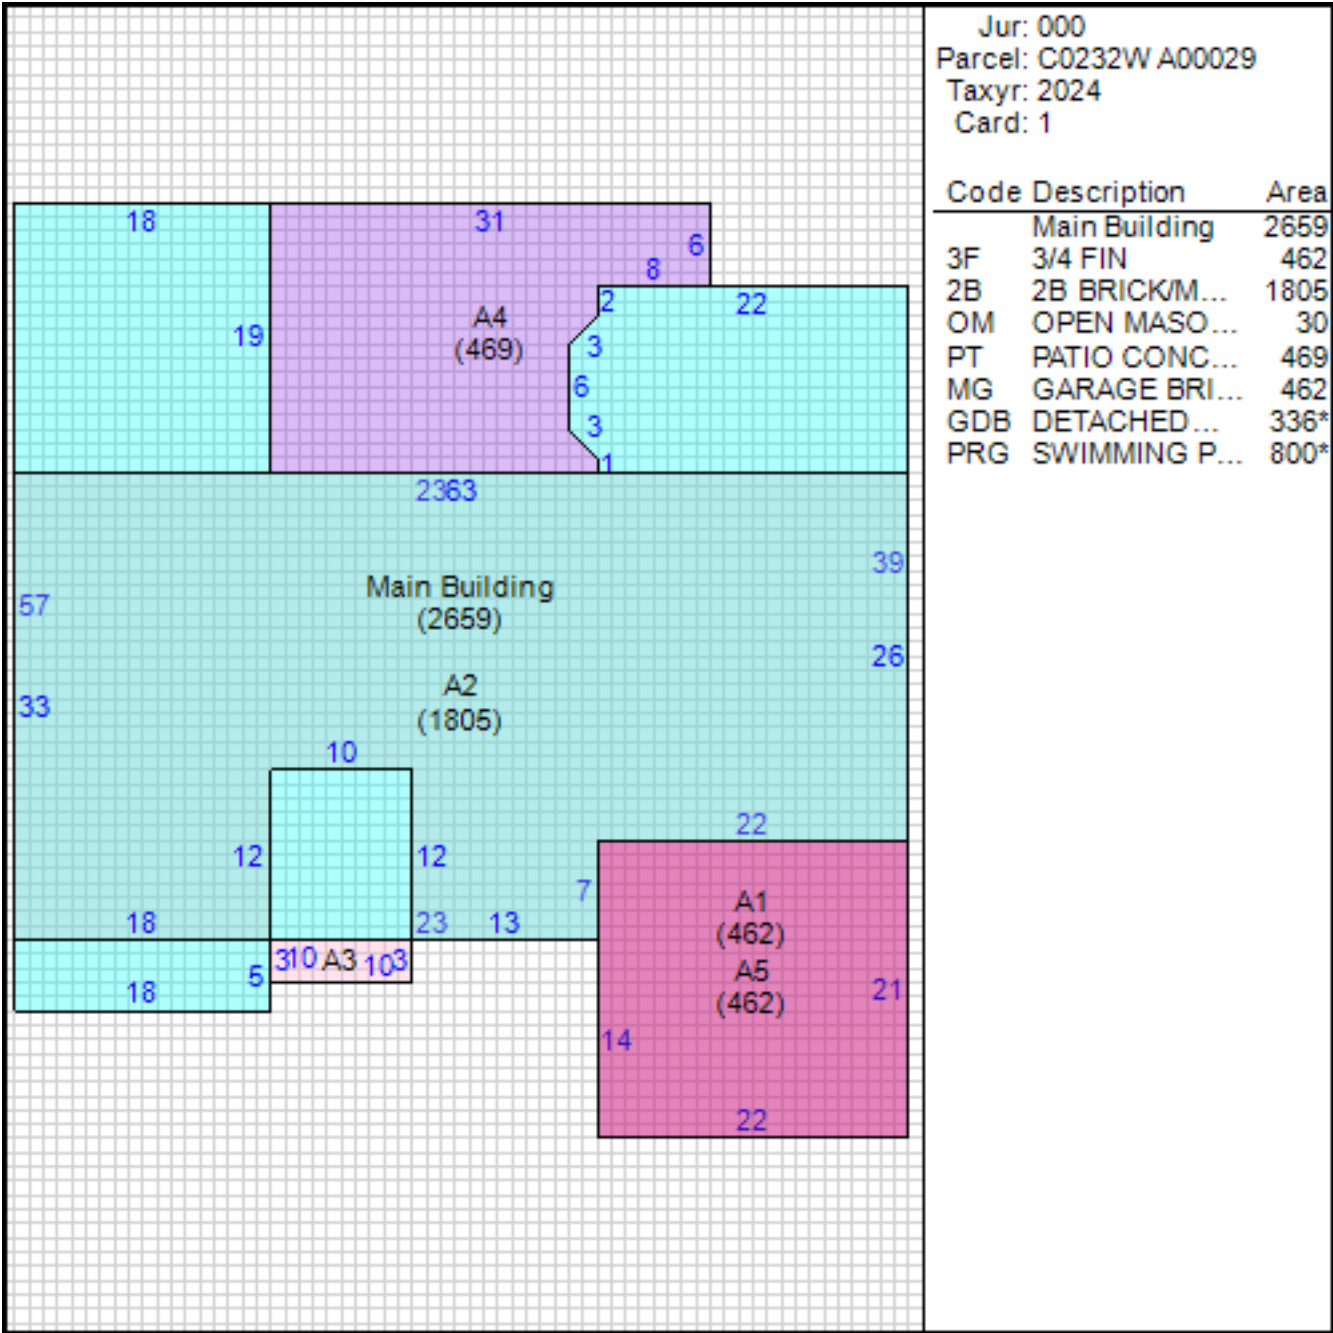 Jur: 000
Parcel: C0232W A00029
Taxyr: 2024
Card: 1
Code Description Area
Main Building 2659
3F 3/4 FIN 462
2B 2B BRICK/M... 1805
OM OPEN MASO... 30
PT PATIO CONC... 469
MG GARAGE BRI... 462
GDB DETACHED... 336*
PRG SWIMMING P... 800*
18
31
6
8
2
22
A4
(469)
19
3
6
3
1
2363
39
Main Building
(2659)
57
26
A2
(1805)
33
10
22
12
12
7
A1
(462)
18
23
13
3
10
A3
10
3
5
A5
(462)
18
21
14
22